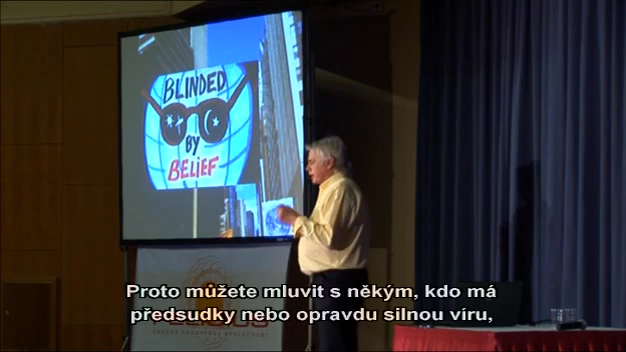 BLINDED
BY
BELIEF
Proto můžete mluvit s někým, kdo má
předsudky nebo opravdu silnou víru,